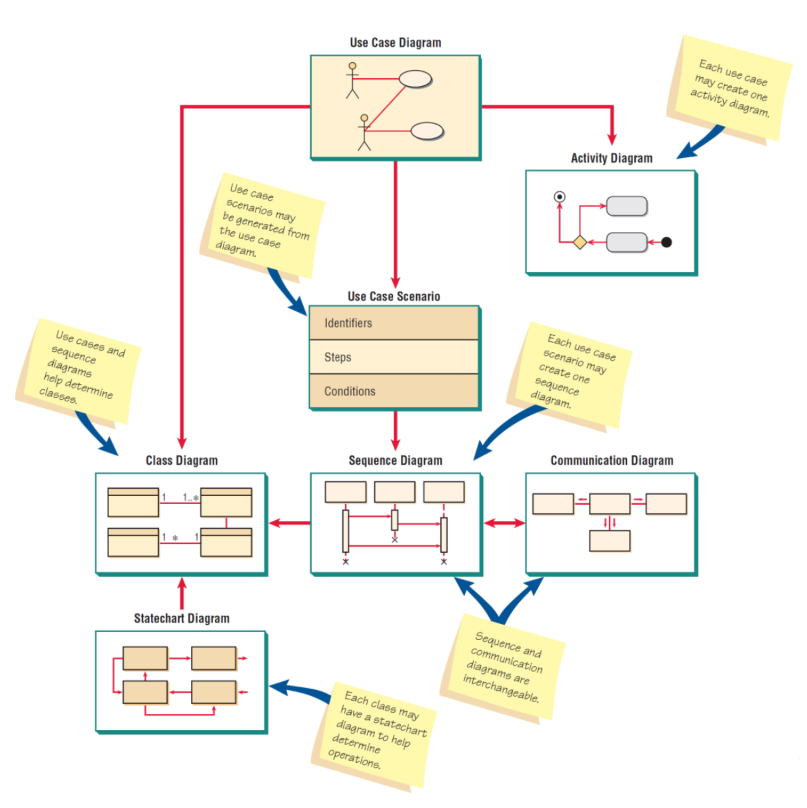 Use Case Diagram
Each use case
may create one
activity diagram.
Activity Diagram
Use case
scenarios may
be generated from
the use case
diagram.
Use Case Scenario
Identifiers
Steps
Conditions
Use cases and
sequence
diagrams
help determine
classes.
Each use case
scenario may
create one
sequence
diagram.
Class Diagram
1
1..*
1
*
1
Sequence Diagram
Communication Diagram
Statechart Diagram
Sequence and
communication
diagrams are
interchangeable.
Each class may
have a statechart
diagram to help
determine
operations.